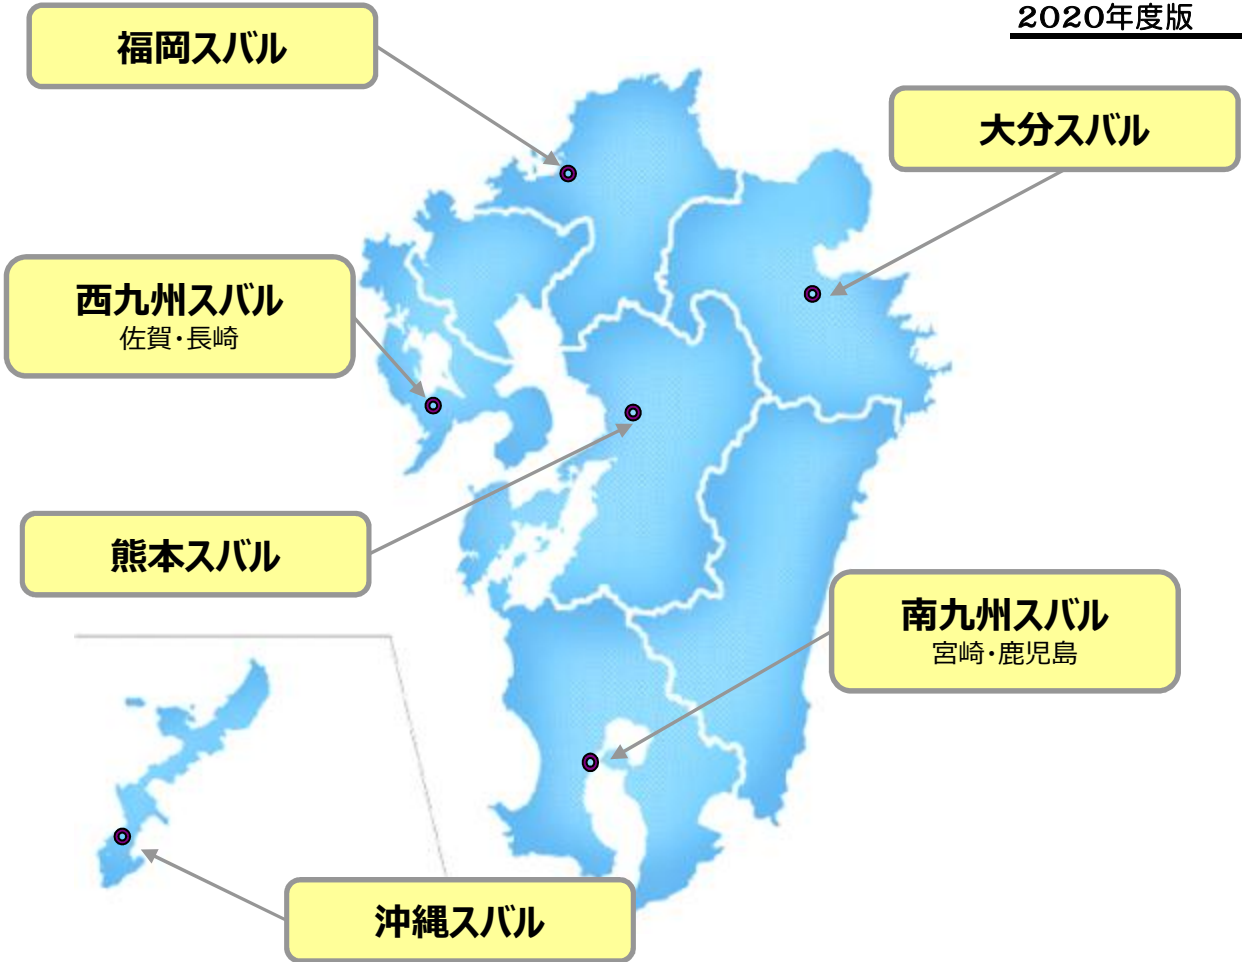 2020年度版
福岡スバル
大分スバル
西九州スバル
佐賀・長崎
熊本スバル
南九州スバル
宮崎・鹿児島
沖縄スバル